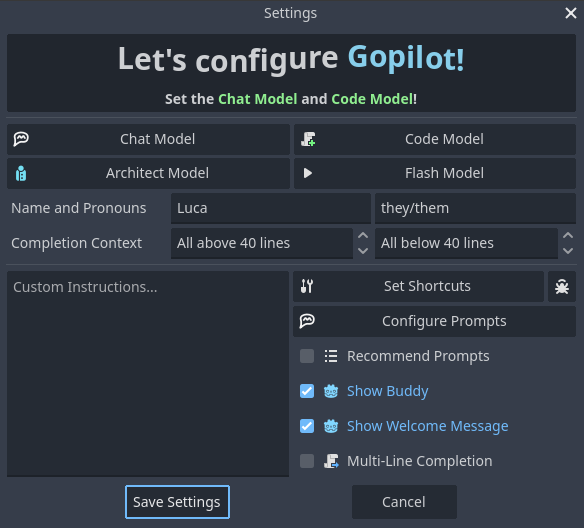 Settings
Let's configure Gopilot!
Set the Chat Model and Code Model!
Chat Model
Code Model
Architect Model
Flash Model
Name and Pronouns
Luca
they/them
Completion Context
All above 40 lines
All below 40 lines
Custom Instructions...
Set Shortcuts
Configure Prompts
Recommend Prompts
Show Buddy
Show Welcome Message
Multi-Line Completion
Save Settings
Cancel